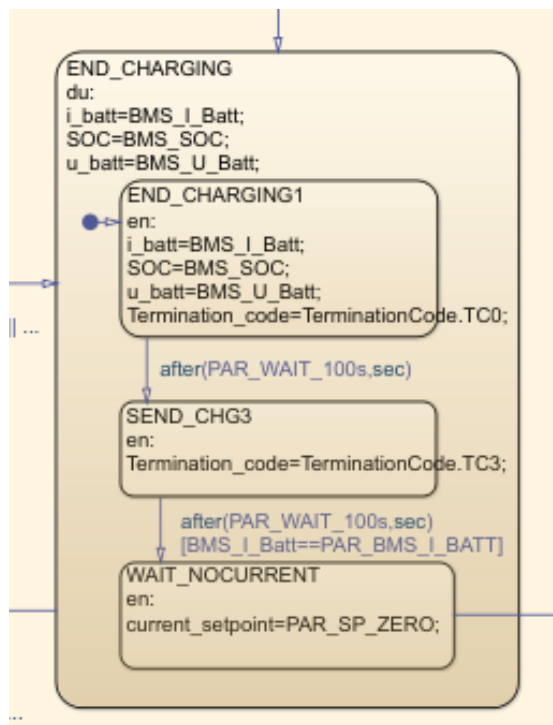 END_CHARGING
du:
i_batt=BMS_I_Batt;
SOC=BMS_SOC;
u_batt=BMS_U_Batt;
END_CHARGING1
en:
i_batt=BMS_I_Batt;
SOC=BMS_SOC;
u_batt=BMS_U_Batt;
Termination_code=TerminationCode.TC0;
|| ...
after(PAR_WAIT_100s,sec)
SEND_CHG3
en:
Termination_code=TerminationCode.TC3;
after(PAR_WAIT_100s,sec)
[BMS_I_Batt==PAR_BMS_I_BATT]
WAIT_NOCURRENT
en:
current_setpoint=PAR_SP_ZERO;
...